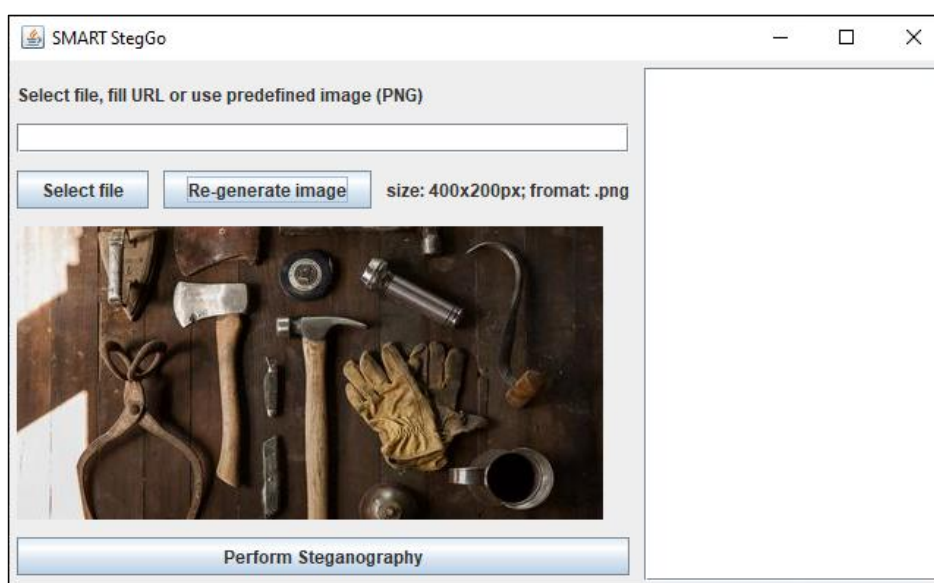 SMART StegGo
Select file, fill URL or use predefined image (PNG)
Select file
Re-generate image
size: 400x200px; fromat: .png
Perform Steganography